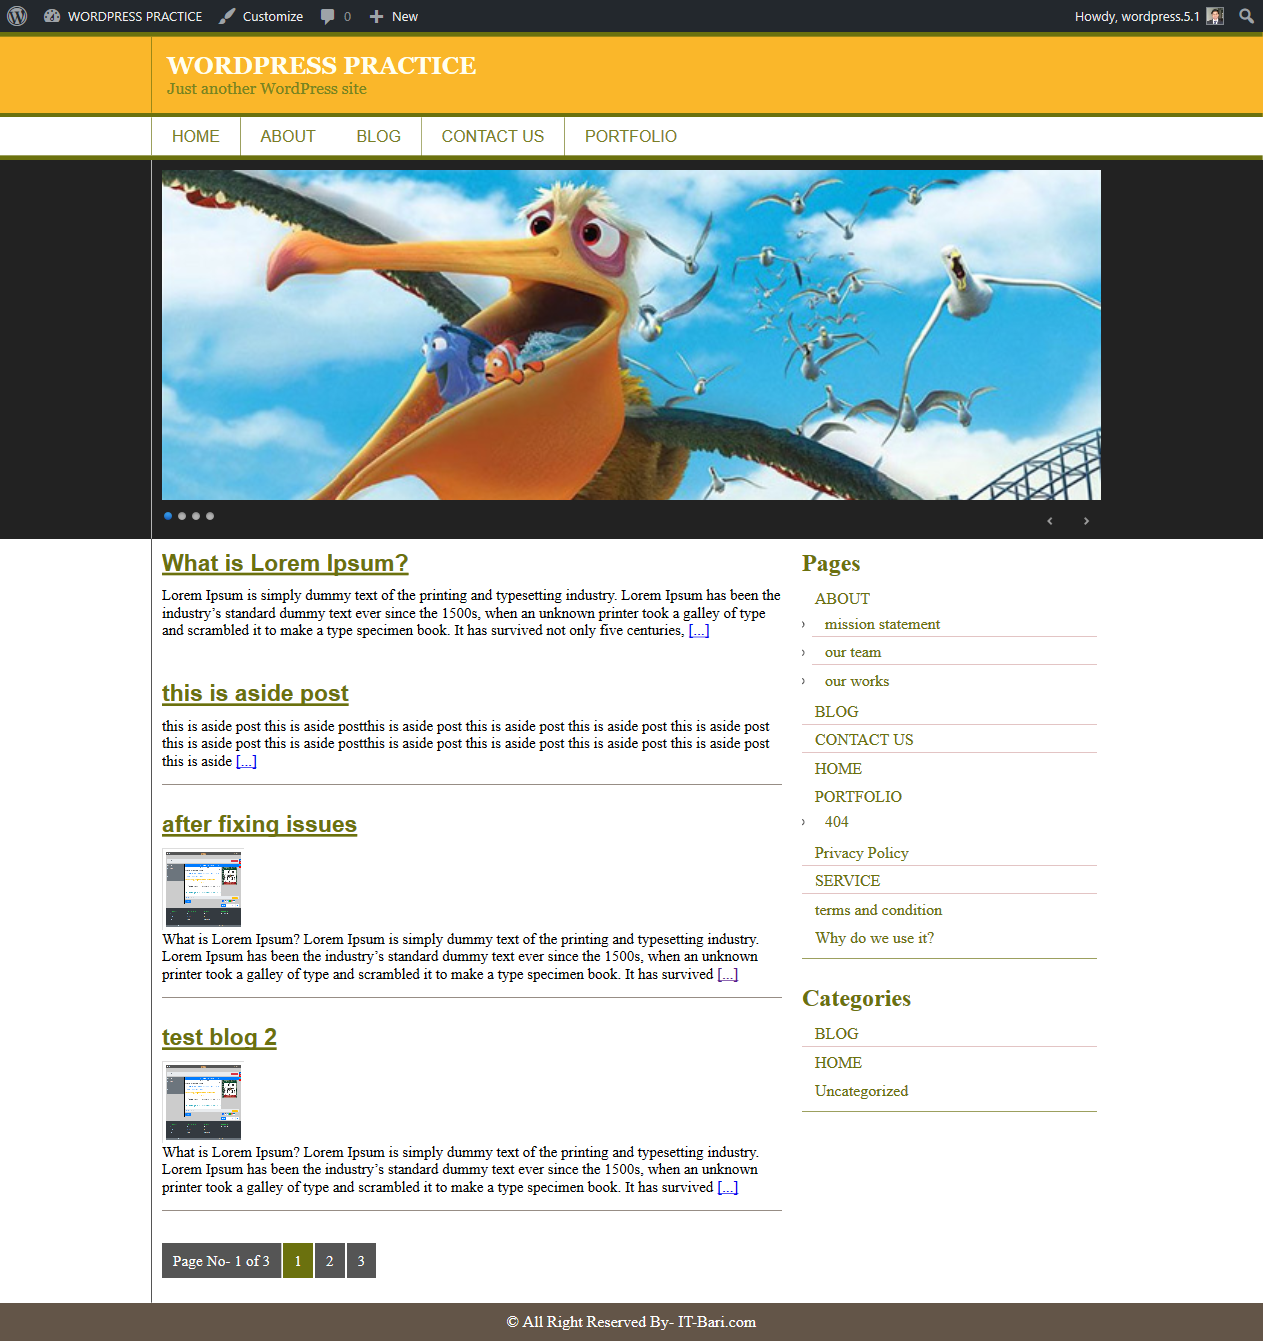 WORDPRESS PRACTICE Customize 0 New Howdy, wordpress.5.1
WORDPRESS PRACTICE
Just another WordPress site
HOME ABOUT BLOG CONTACT US PORTFOLIO
What is Lorem Ipsum?
Lorem Ipsum is simply dummy text of the printing and typesetting industry. Lorem Ipsum has been the
industry’s standard dummy text ever since the 1500s, when an unknown printer took a galley of type
and scrambled it to make a type specimen book. It has survived not only five centuries, [...]
this is aside post
this is aside post this is aside postthis is aside post this is aside post this is aside post this is aside post
this is aside post this is aside postthis is aside post this is aside post this is aside post this is aside post
this is aside [...]
after fixing issues
What is Lorem Ipsum? Lorem Ipsum is simply dummy text of the printing and typesetting industry.
Lorem Ipsum has been the industry’s standard dummy text ever since the 1500s, when an unknown
printer took a galley of type and scrambled it to make a type specimen book. It has survived [...]
test blog 2
What is Lorem Ipsum? Lorem Ipsum is simply dummy text of the printing and typesetting industry.
Lorem Ipsum has been the industry’s standard dummy text ever since the 1500s, when an unknown
printer took a galley of type and scrambled it to make a type specimen book. It has survived [...]
Page No- 1 of 3 1 2 3
Pages
ABOUT
mission statement
our team
our works
BLOG
CONTACT US
HOME
PORTFOLIO
404
Privacy Policy
SERVICE
terms and condition
Why do we use it?
Categories
BLOG
HOME
Uncategorized
© All Right Reserved By- IT-Bari.com